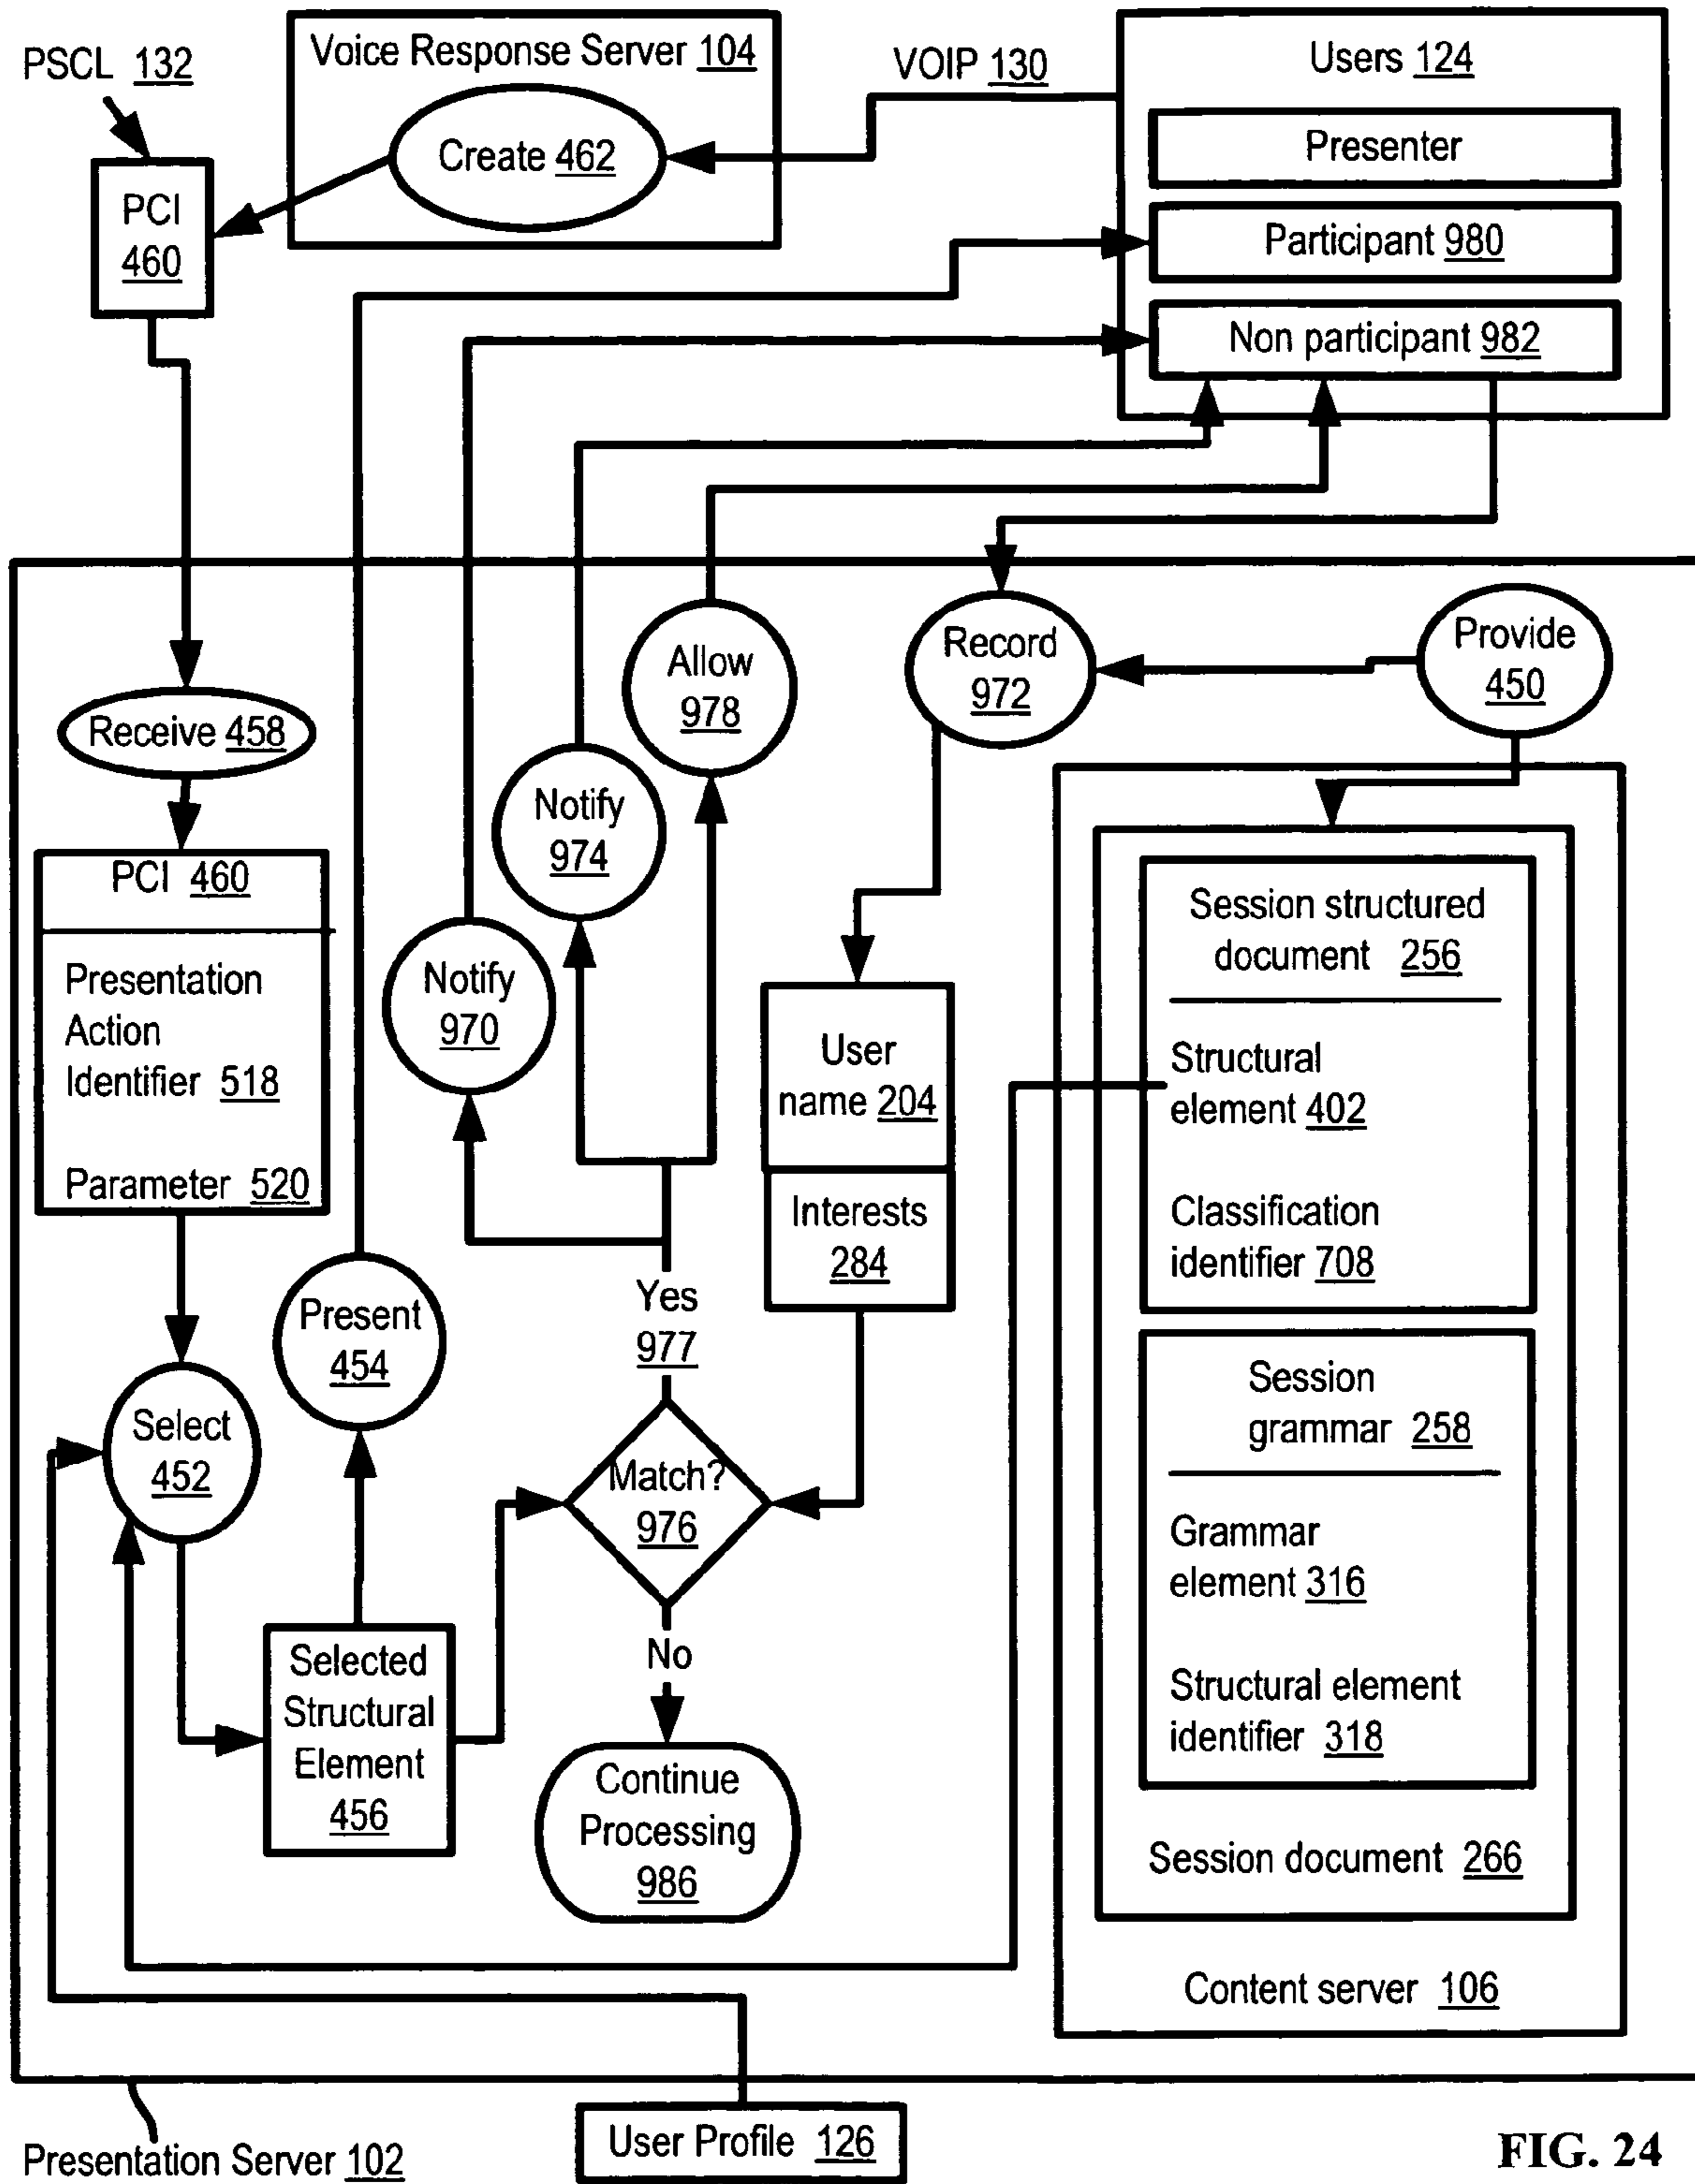 PSCL 132
Voice Response Server 104
Create 462
VOIP 130
Users 124
Presenter
Participant 980
Non participant 982
PCI
460
Receive 458
Allow
978
Record
972
Provide
450
Notify
974
Notify
970
PCI 460
Presentation
Action
Identifier 518
Parameter 520
User
name 204
Interests
284
Session structured
document 256
Structural
element 402
Classification
identifier 708
Yes
977
Present
454
Select
452
Match?
976
Session
grammar 258
Grammar
element 316
Structural element
identifier 318
No
Selected
Structural
Element
456
Continue
Processing
986
Session document 266
Content server 106
Presentation Server 102
User Profile 126
FIG. 24